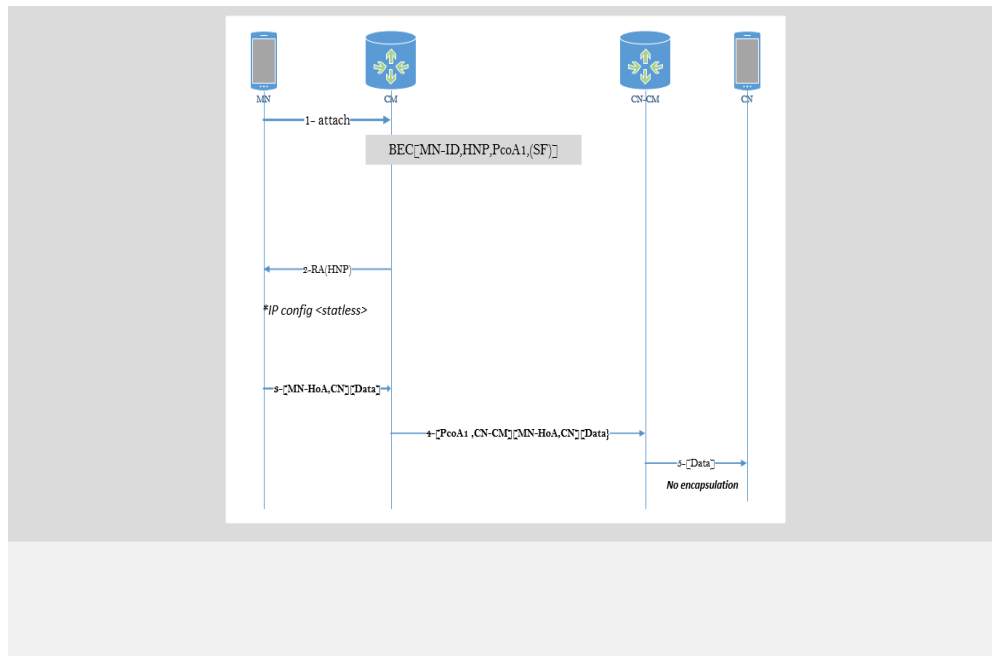 MN
CM
CN-CM
CN
1- attach
BEC[MN-ID,HNP,PcoA1,(SF)]
2-RA(HNP)
*IP config <statless>
3-[MN-HoA,CN][Data]
4-[PcoA1 ,CN-CM][MN-HoA,CN][Data}
5-[Data]
No encapsulation